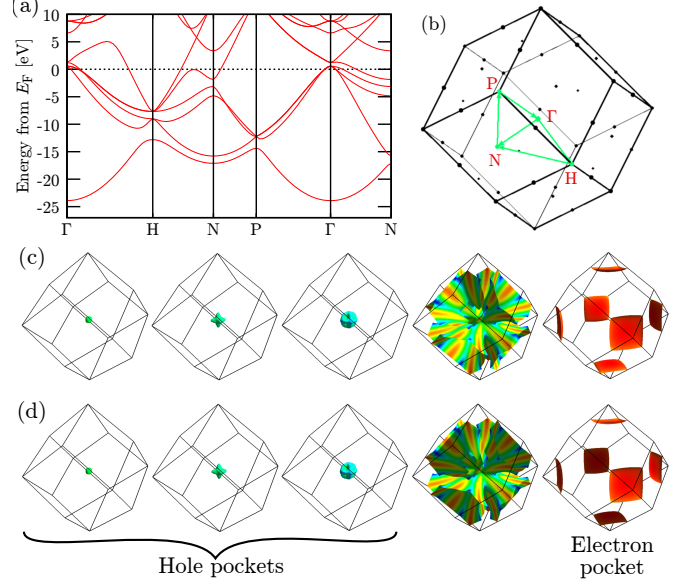 (a)
Energy from E_F [eV]
10
5
0
-5
-10
-15
-20
-25
Γ H N P Γ N
(b)
P
Γ
N
H
(c)
(d)
Hole pockets
Electron
pocket